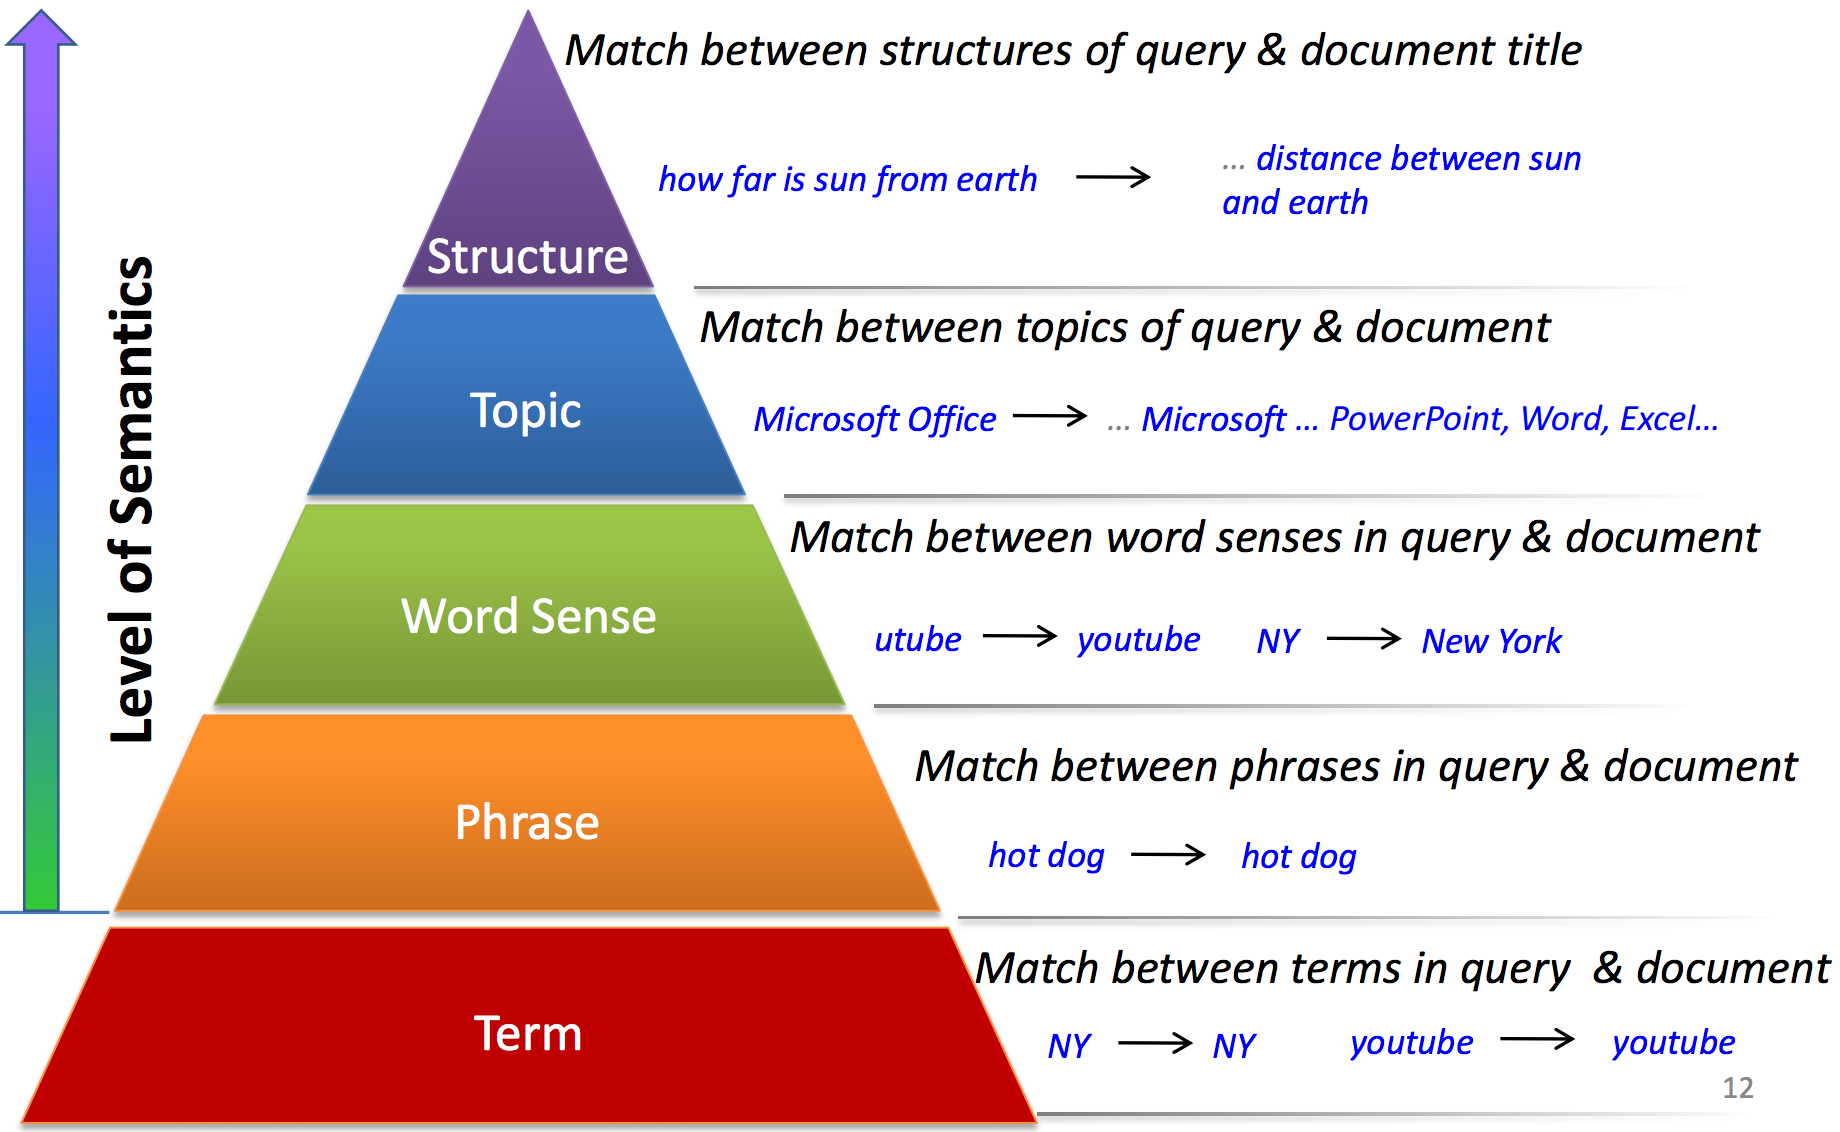 Match between structures of query & document title
how far is sun from earth → ... distance between sun
and earth
Structure
Level of Semantics
Match between topics of query & document
Topic
Microsoft Office → ... Microsoft ... PowerPoint, Word, Excel...
Match between word senses in query & document
Word Sense
utube → youtube NY → New York
Match between phrases in query & document
Phrase
hot dog → hot dog
Match between terms in query & document
Term
NY → NY youtube → youtube
12